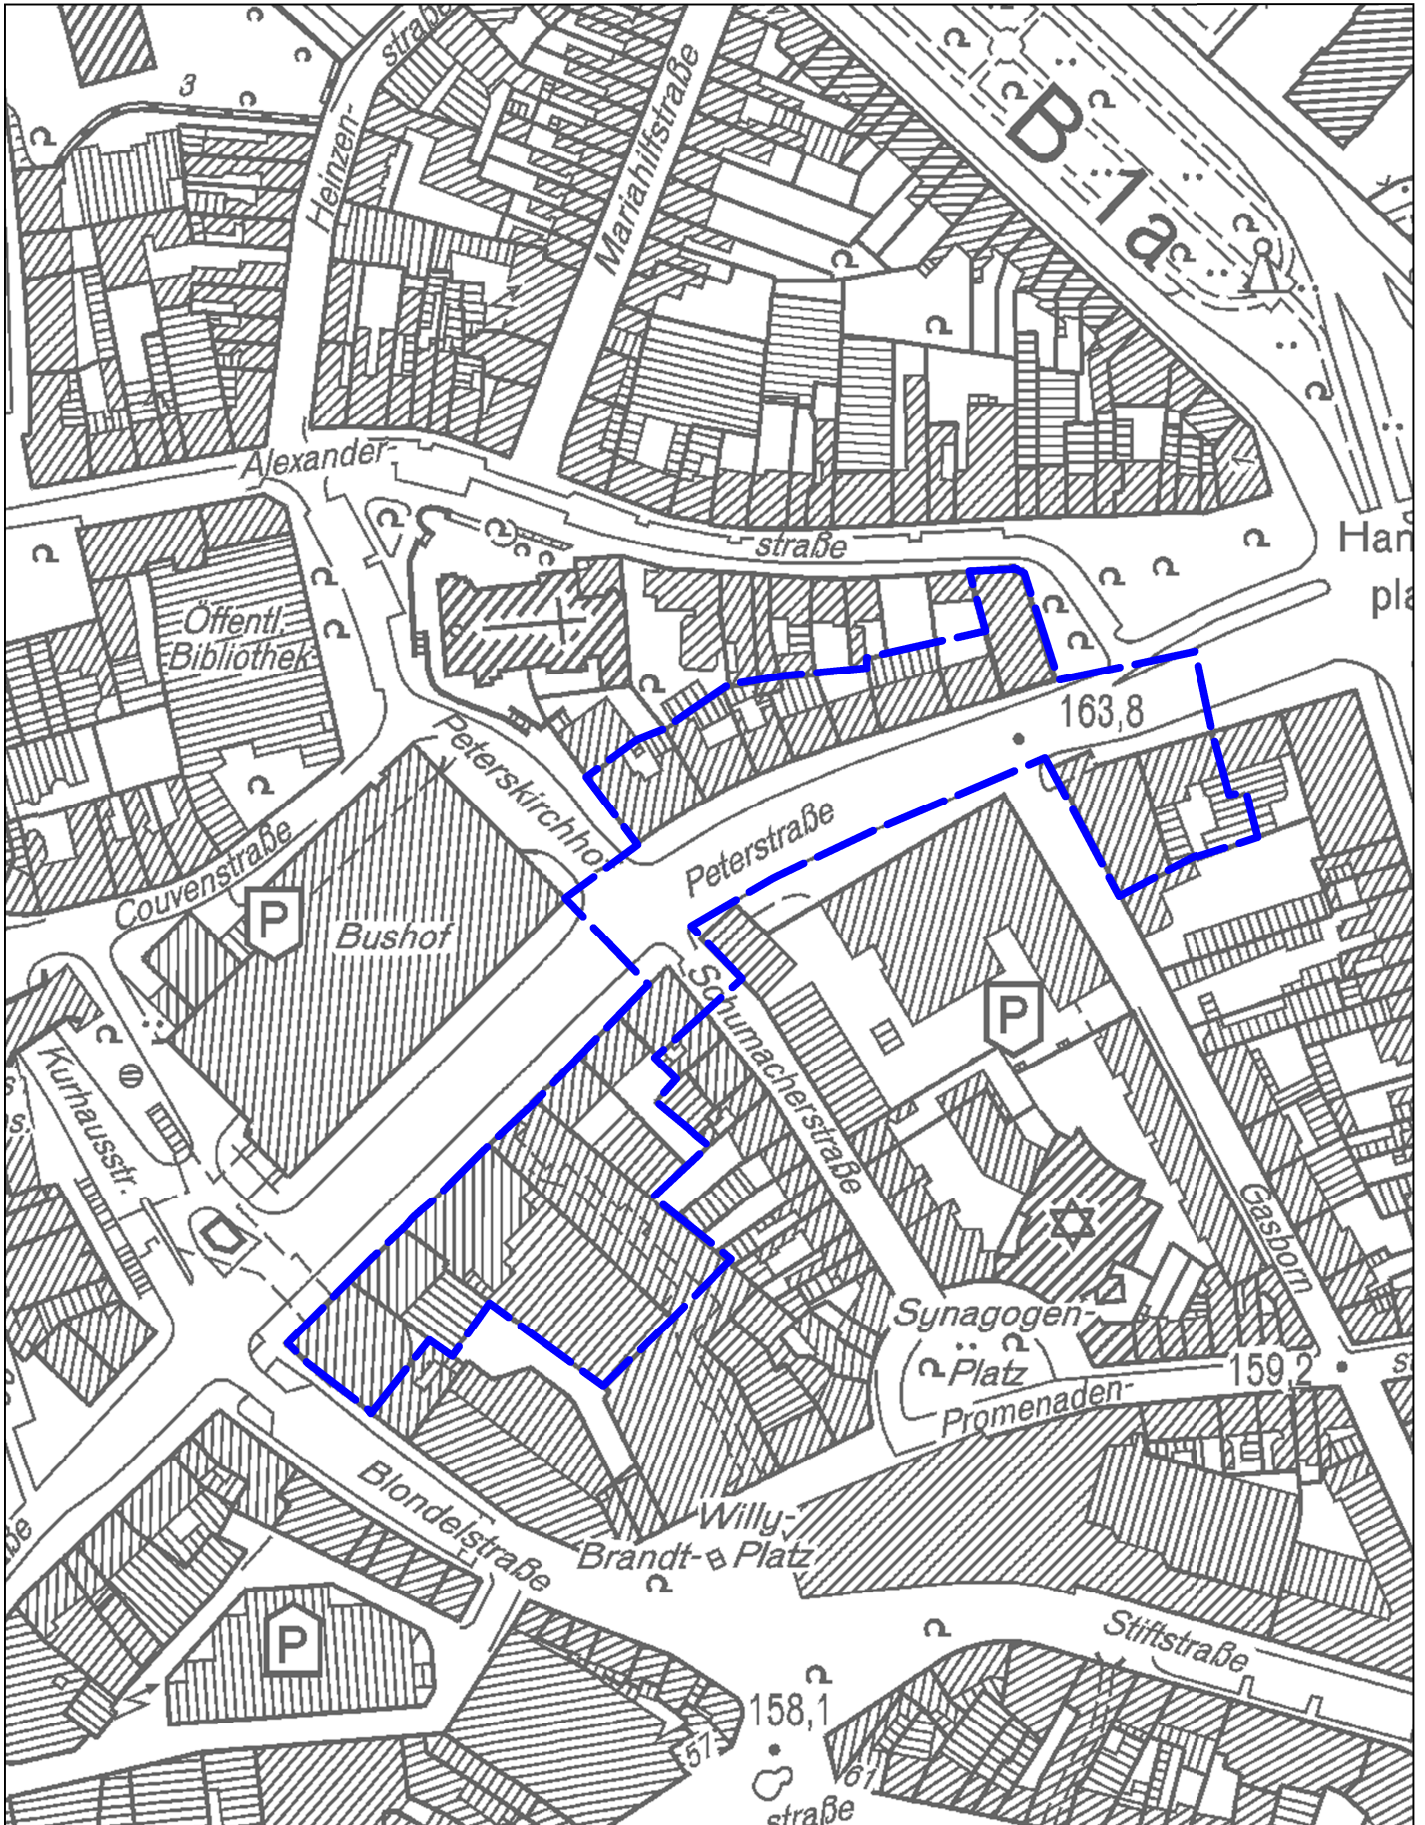 3
straße
Heinzen-
Mariahilfstraße
B 1a
Alexander-
straße
Han
pla
Öffentl.
Bibliothek
163,8
Peterskirchho
Peterstraße
Couvenstraße
P
Bushof
Schumacherstraße
P
Kurhausstr.
s
s.
Gasborn
Synagogen-
Platz
159,2
s
Promenaden-
Blondelstraße
Willy-
Brandt- Platz
P
Stiftstraße
158,1
57
61
straße